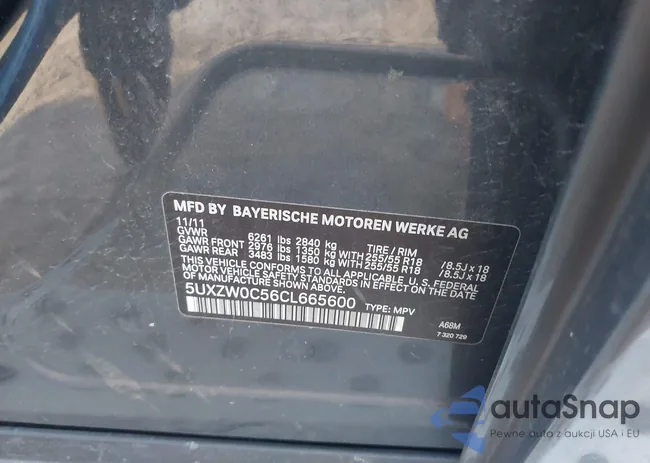 MFD BY BAYERISCHE MOTOREN WERKE AG
11/11
GVWR 6261 lbs 2840 kg TIRE / RIM
GAWR FRONT 2976 lbs 1350 kg WITH 255/55 R18 /8.5J x 18
GAWR REAR 3483 lbs 1580 kg WITH 255/55 R18 /8.5J x 18
THIS VEHICLE CONFORMS TO ALL APPLICABLE U.S. FEDERAL
MOTOR VEHICLE SAFETY STANDARDS IN EFFECT ON THE DATE OF
MANUFACTURE SHOWN ABOVE.
5UXZW0C56CL665600 TYPE: MPV
A68M
7 320 729
autaSnap
Pewne auta z aukcji USA i EU